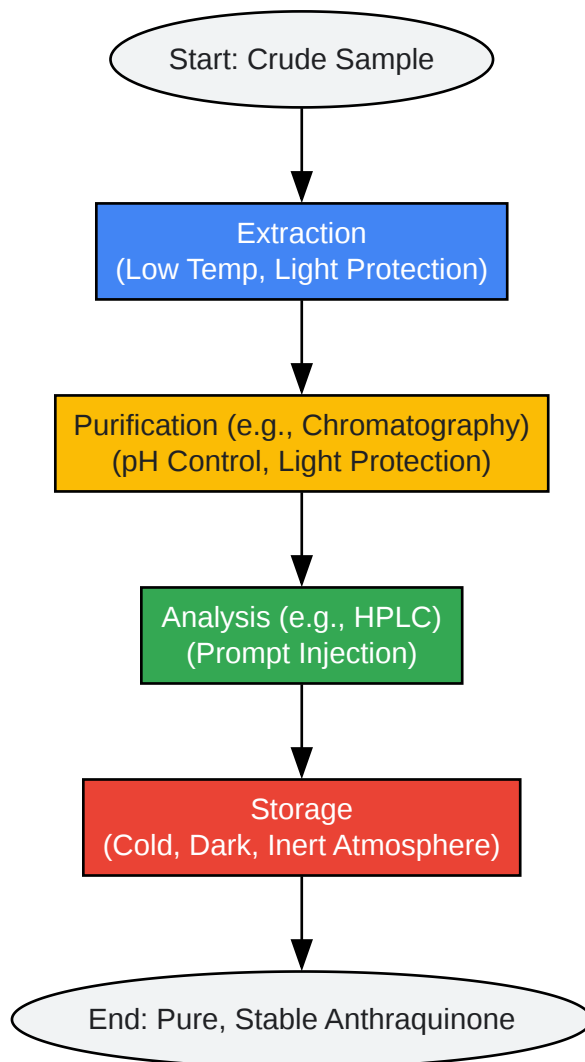 Start: Crude Sample
Extraction
(Low Temp, Light Protection)
Purification (e.g., Chromatography)
(pH Control, Light Protection)
Analysis (e.g., HPLC)
(Prompt Injection)
Storage
(Cold, Dark, Inert Atmosphere)
End: Pure, Stable Anthraquinone